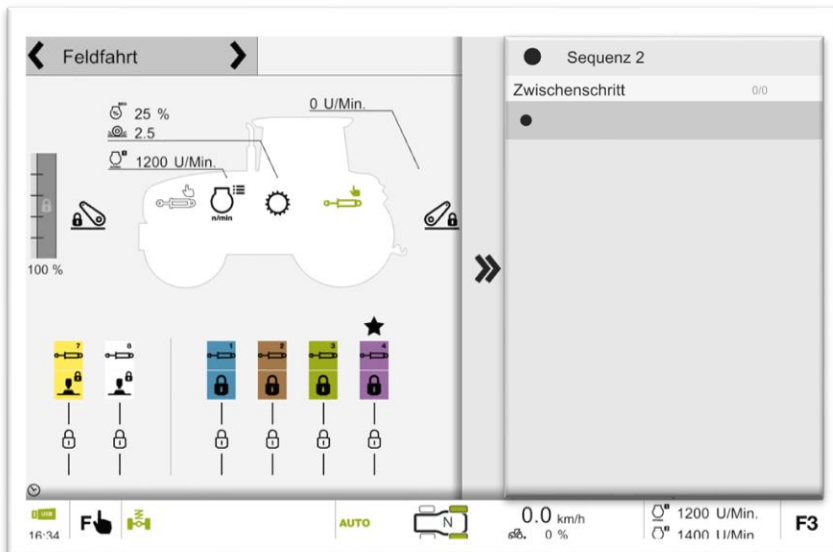 Feldfahrt
25 %
2.5
1200 U/Min.
0 U/Min.
n/min
100 %
7
8
1
2
3
4
Sequenz 2
Zwischenschritt 0/0
16:34
F
AUTO
N
0.0 km/h
0 %
1200 U/Min.
1400 U/Min.
F3